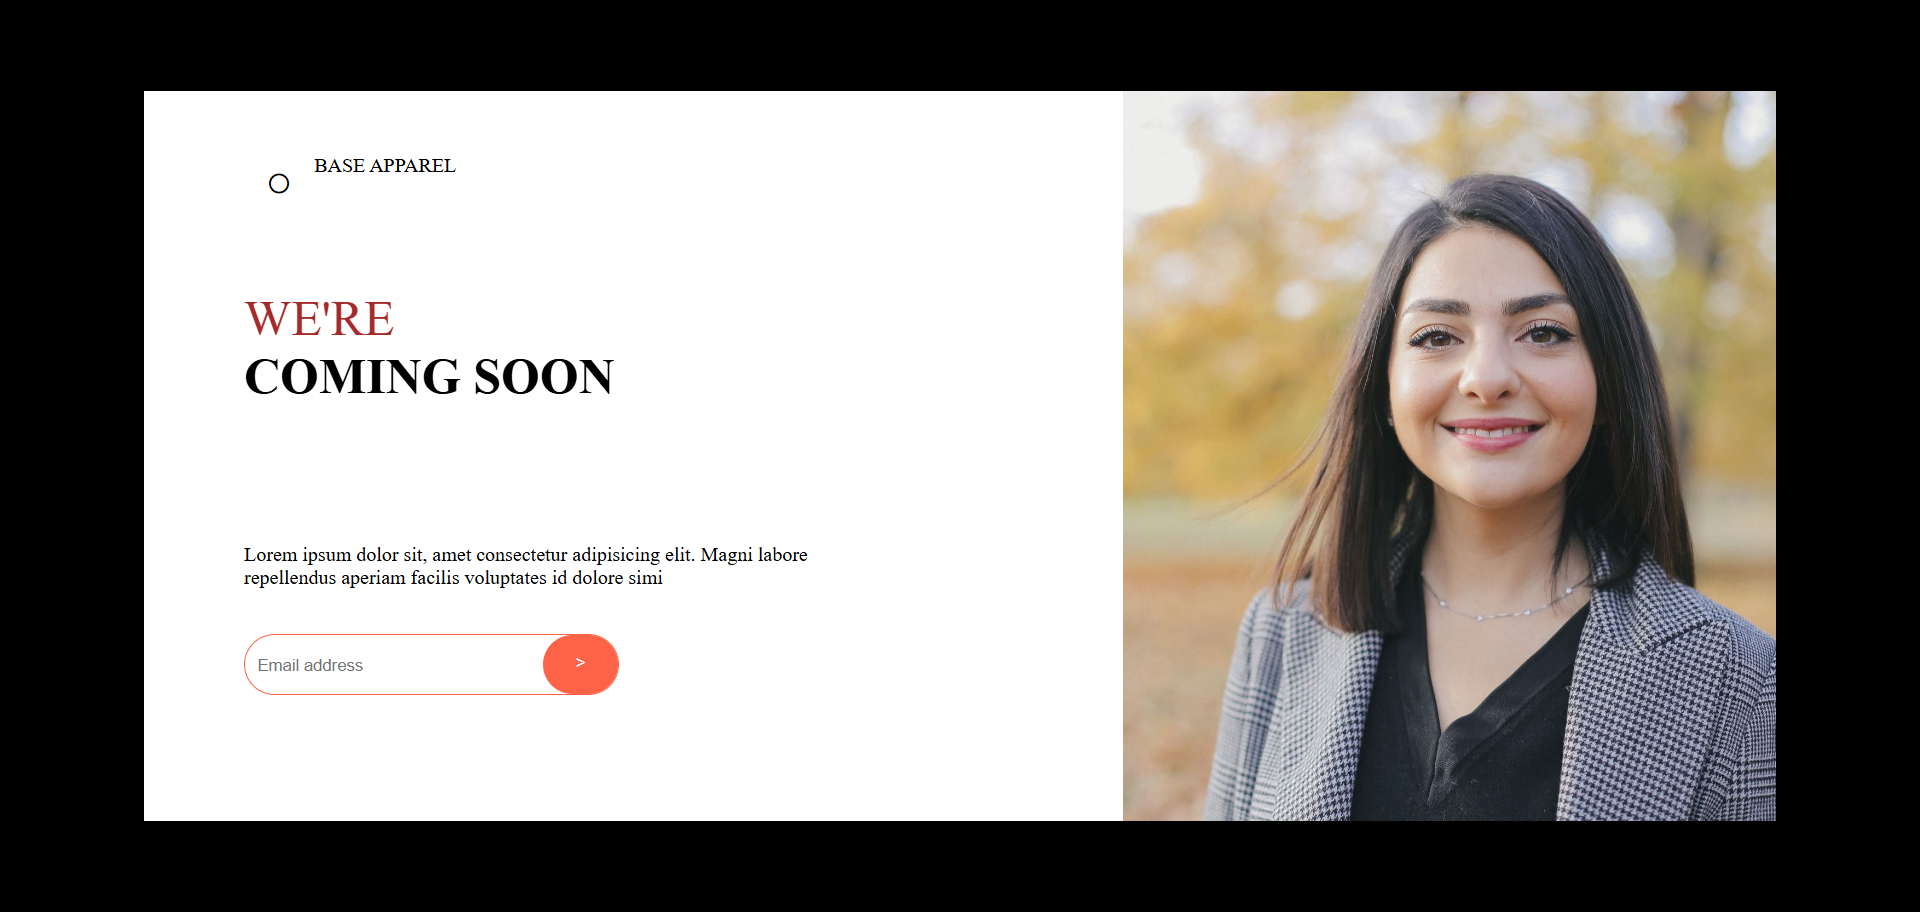 BASE APPAREL
WE'RE
COMING SOON
Lorem ipsum dolor sit, amet consectetur adipisicing elit. Magni labore
repellendus aperiam facilis voluptates id dolore simi
Email address >